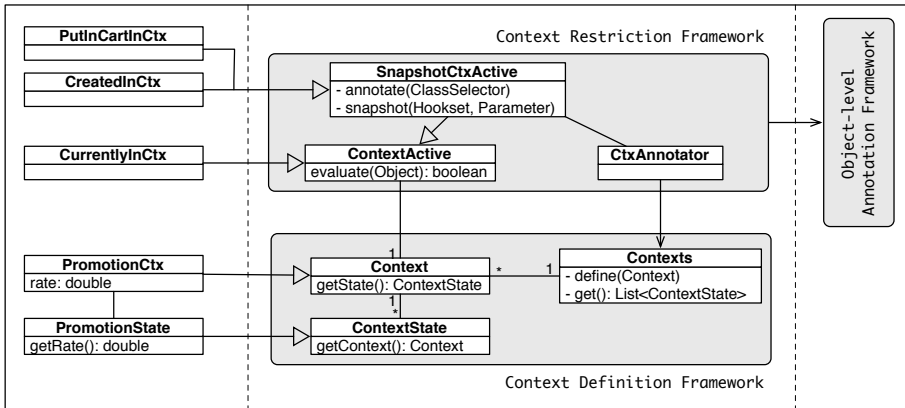 PutInCartInCtx
CreatedInCtx
CurrentlyInCtx
PromotionCtx
rate: double
PromotionState
getRate(): double
Context Restriction Framework
SnapshotCtxActive
- annotate(ClassSelector)
- snapshot(Hookset, Parameter)
ContextActive
evaluate(Object): boolean
CtxAnnotator
1
Context
getState(): ContextState
* 1
Contexts
- define(Context)
- get(): List<ContextState>
1
*
ContextState
getContext(): Context
Context Definition Framework
Object-level
Annotation Framework